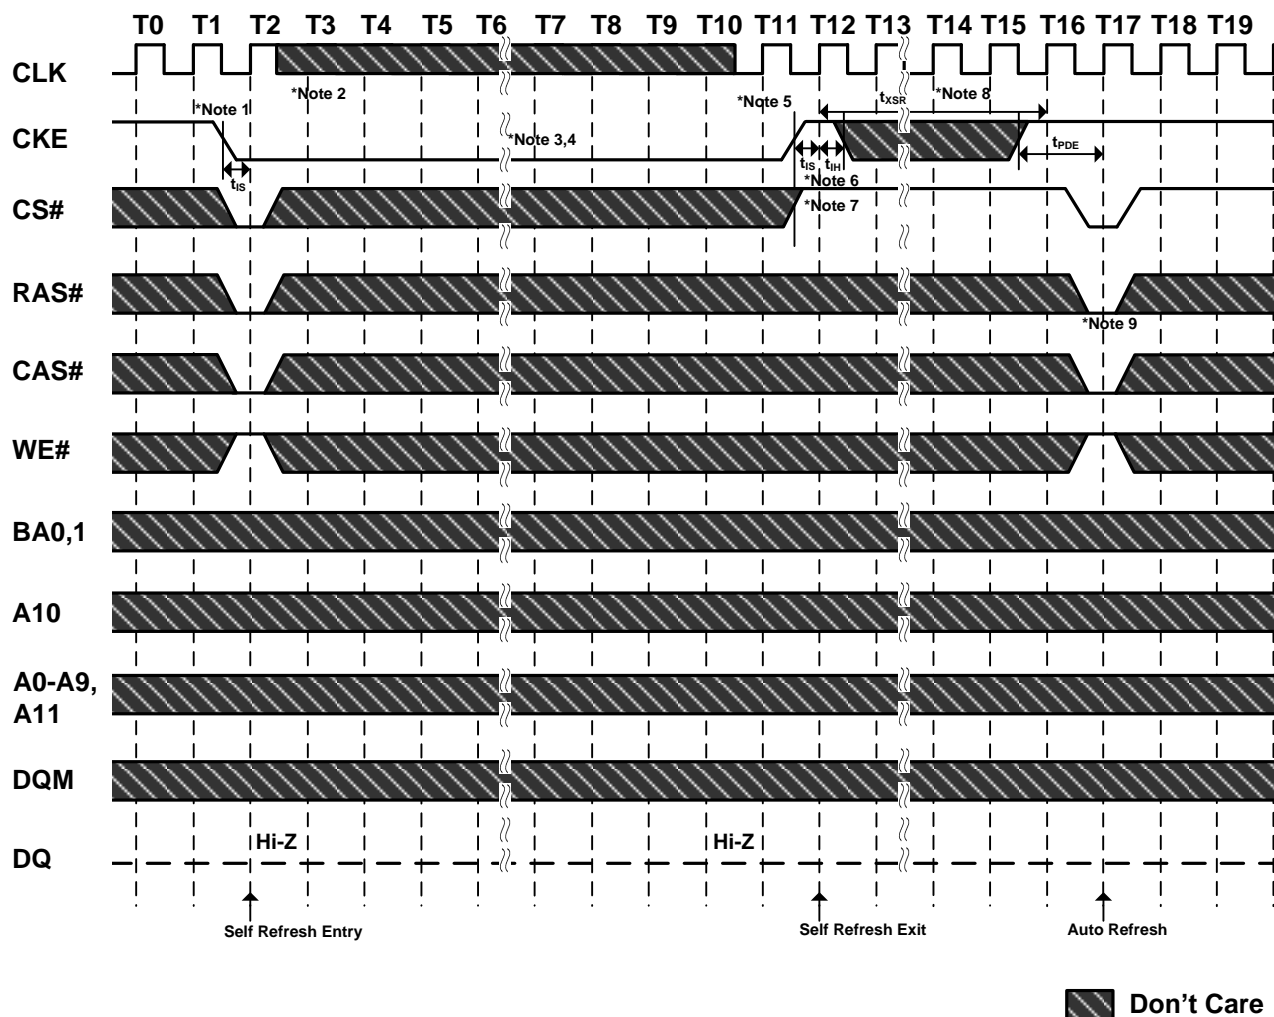 T0 T1 T2 T3 T4 T5 T6 T7 T8 T9 T10 T11 T12 T13 T14 T15 T16 T17 T18 T19
CLK
*Note 2
*Note 1
*Note 5
tXSR
*Note 8
CKE
*Note 3,4
tIS
tIS
tIH
tPDE
*Note 6
CS#
*Note 7
RAS#
*Note 9
CAS#
WE#
BA0,1
A10
A0-A9,
A11
DQM
Hi-Z
Hi-Z
DQ
Self Refresh Entry
Self Refresh Exit
Auto Refresh
Don't Care